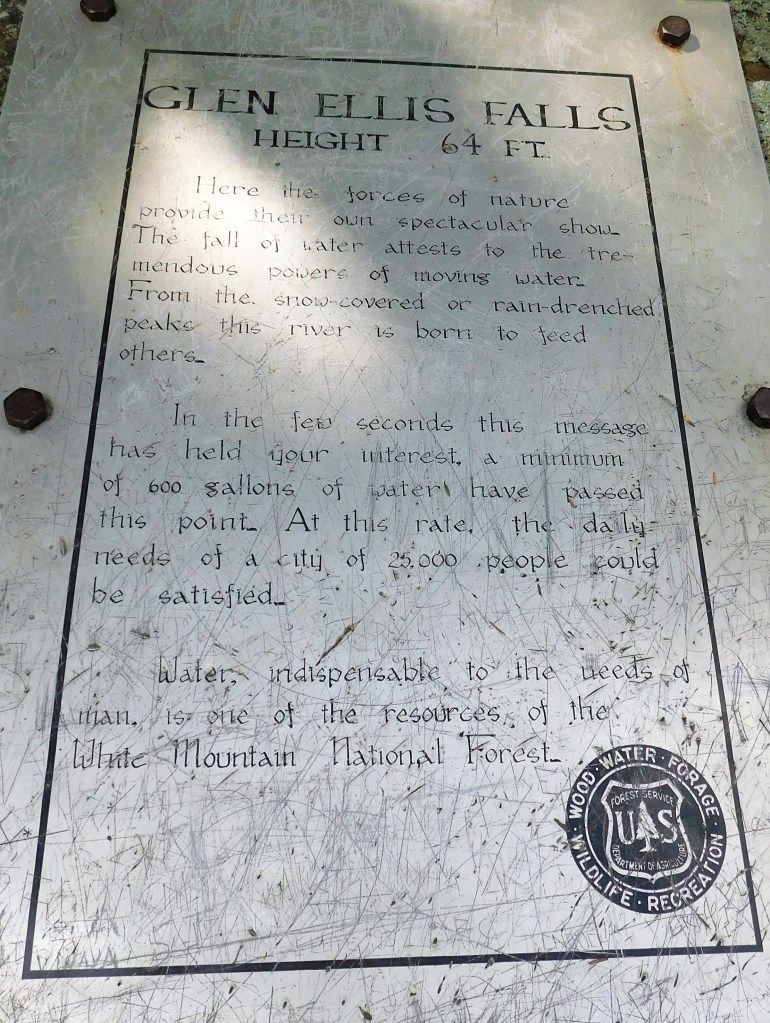 GLEN ELLIS FALLS
HEIGHT 64 FT.
Here the forces of nature
provide their own spectacular show.
The fall of water attests to the tre-
mendous powers of moving water.
From the snow-covered or rain-drenched
peaks this river is born to feed
others.
In the few seconds this message
has held your interest, a minimum
of 600 gallons of water have passed
this point. At this rate, the daily
needs of a city of 25,000 people could
be satisfied.
Water, indispensable to the needs of
man, is one of the resources of the
White Mountain National Forest.
WOOD · WATER · FORAGE ·
WILDLIFE · RECREATION
FOREST SERVICE
U S
DEPARTMENT OF AGRICULTURE